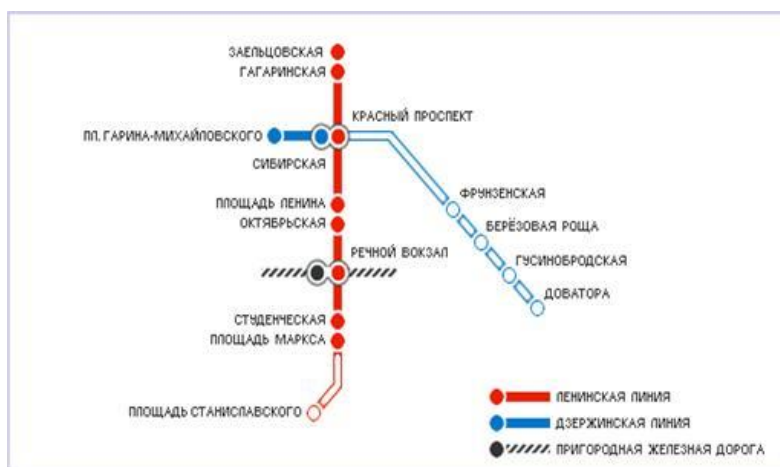 ЗАЕЛЬЦОВСКАЯ
ГАГАРИНСКАЯ
КРАСНЫЙ ПРОСПЕКТ
ПЛ. ГАРИНА-МИХАЙЛОВСКОГО
СИБИРСКАЯ
ФРУНЗЕНСКАЯ
ПЛОЩАДЬ ЛЕНИНА
ОКТЯБРЬСКАЯ
БЕРЁЗОВАЯ РОЩА
РЕЧНОЙ ВОКЗАЛ
ГУСИНОБРОДСКАЯ
ДОВАТОРА
СТУДЕНЧЕСКАЯ
ПЛОЩАДЬ МАРКСА
ПЛОЩАДЬ СТАНИСЛАВСКОГО
ЛЕНИНСКАЯ ЛИНИЯ
ДЗЕРЖИНСКАЯ ЛИНИЯ
ПРИГОРОДНАЯ ЖЕЛЕЗНАЯ ДОРОГА